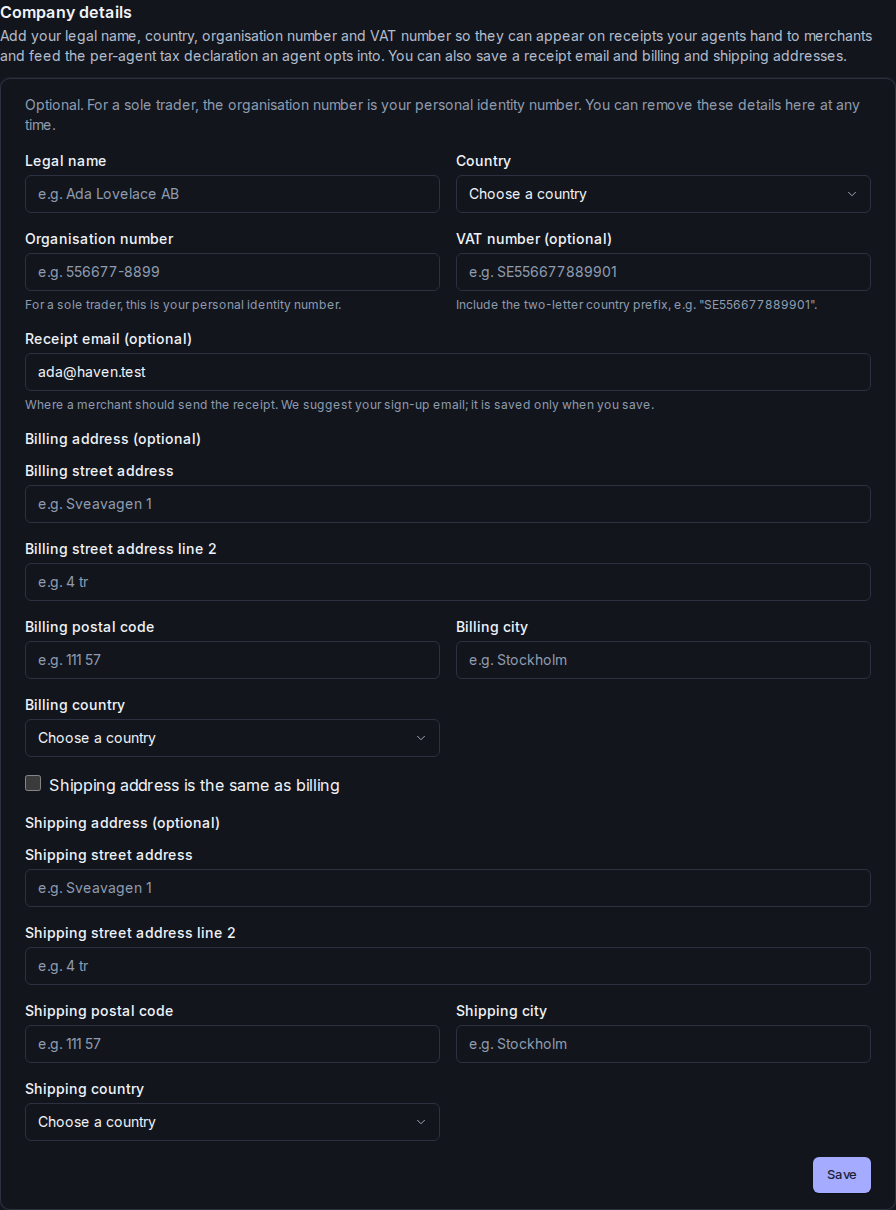 Company details
Add your legal name, country, organisation number and VAT number so they can appear on receipts your agents hand to merchants
and feed the per-agent tax declaration an agent opts into. You can also save a receipt email and billing and shipping addresses.
Optional. For a sole trader, the organisation number is your personal identity number. You can remove these details here at any
time.
Legal name
Country
e.g. Ada Lovelace AB
Choose a country
Organisation number
VAT number (optional)
e.g. 556677-8899
e.g. SE556677889901
For a sole trader, this is your personal identity number.
Include the two-letter country prefix, e.g. "SE556677889901".
Receipt email (optional)
ada@haven.test
Where a merchant should send the receipt. We suggest your sign-up email; it is saved only when you save.
Billing address (optional)
Billing street address
e.g. Sveavagen 1
Billing street address line 2
e.g. 4 tr
Billing postal code
Billing city
e.g. 111 57
e.g. Stockholm
Billing country
Choose a country
Shipping address is the same as billing
Shipping address (optional)
Shipping street address
e.g. Sveavagen 1
Shipping street address line 2
e.g. 4 tr
Shipping postal code
Shipping city
e.g. 111 57
e.g. Stockholm
Shipping country
Choose a country
Save